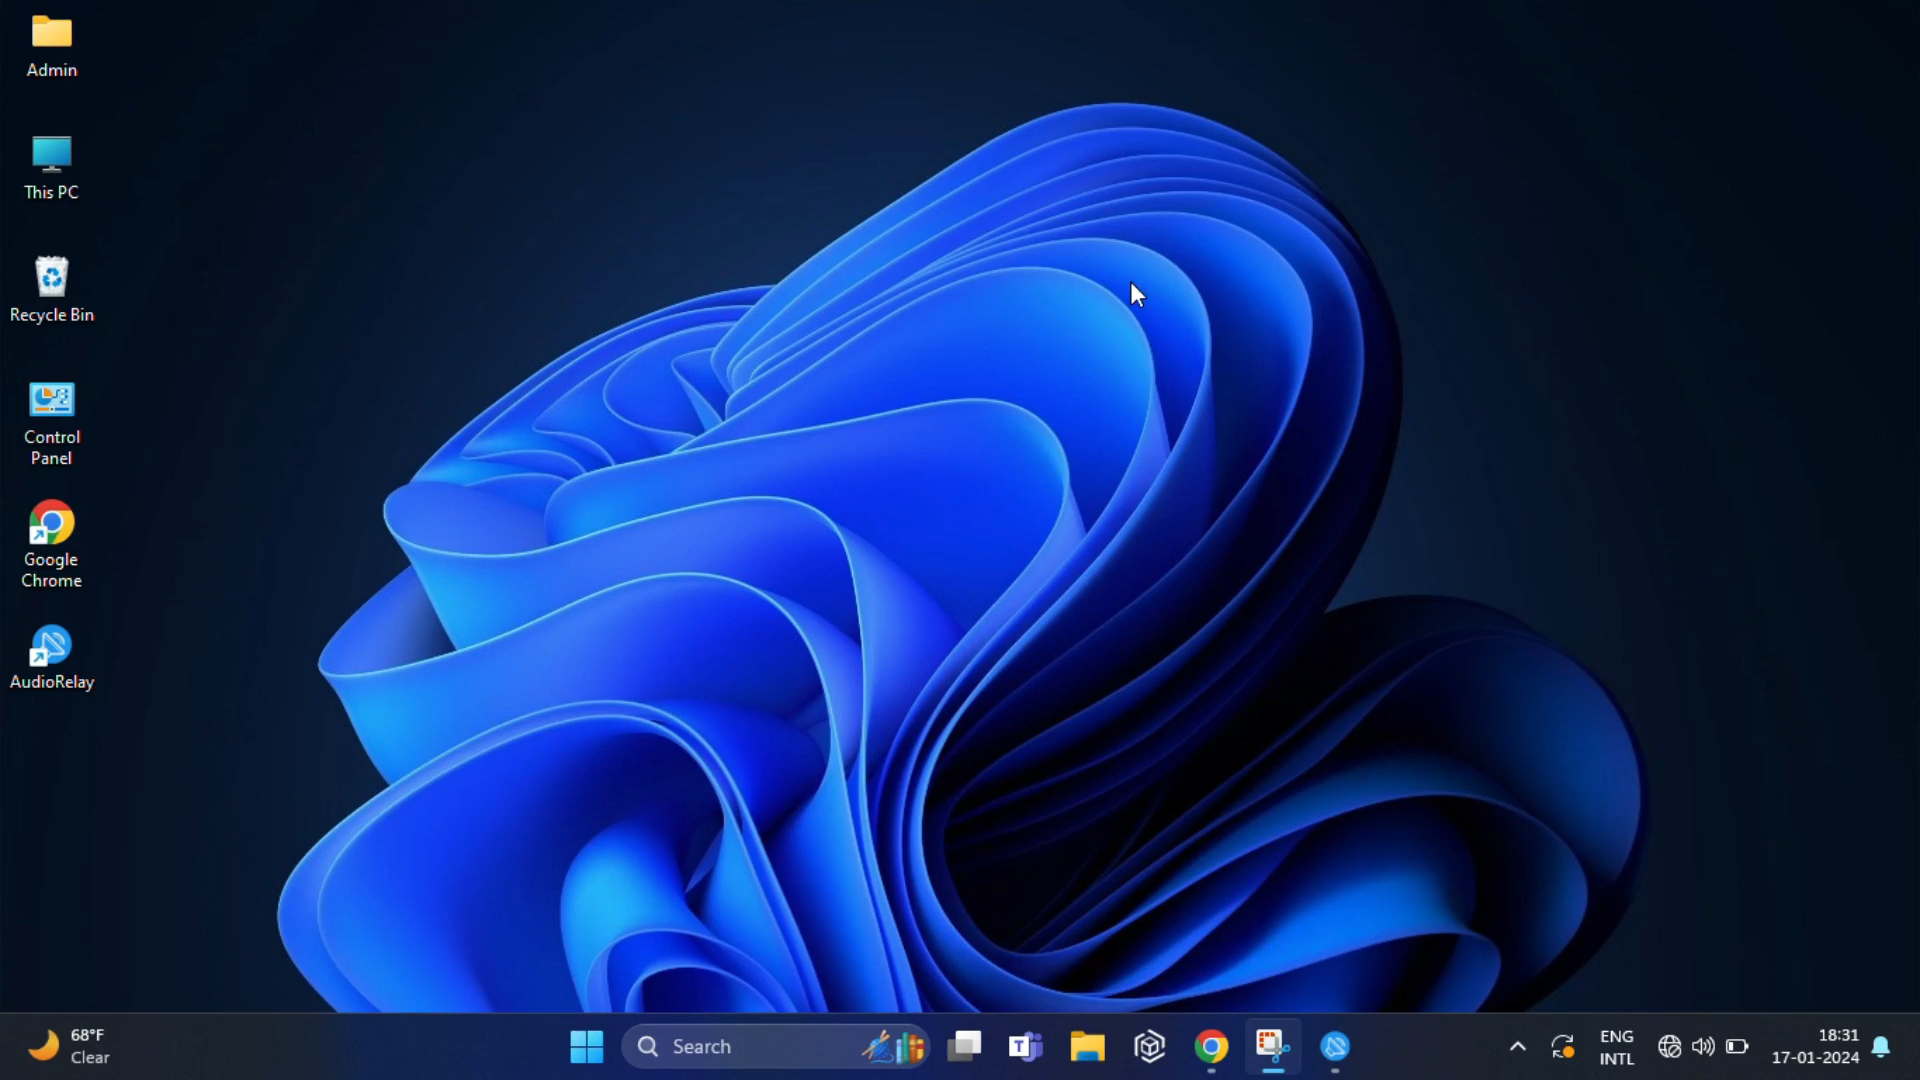 Admin
This PC
Recycle Bin
Control
Panel
Google
Chrome
AudioRelay
68°F
Clear
Search
T
ENG
INTL
18:31
17-01-2024